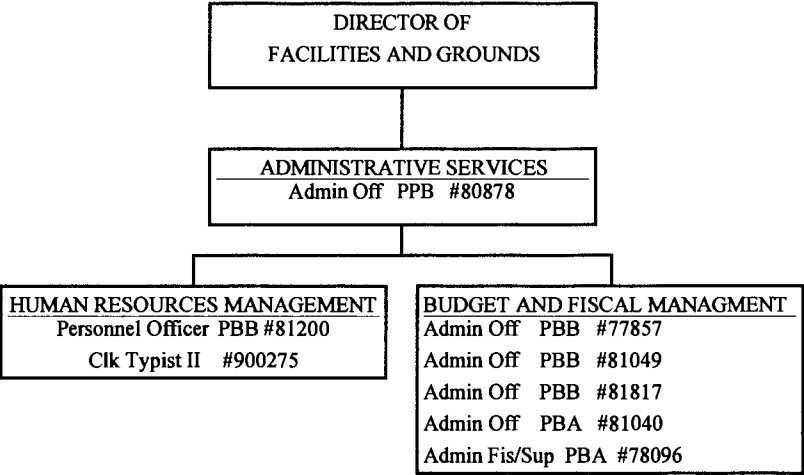 DIRECTOR OF
FACILITIES AND GROUNDS
ADMINISTRATIVE SERVICES
Admin Off PPB #80878
HUMAN RESOURCES MANAGEMENT
Personnel Officer PBB #81200
Clk Typist II #900275
BUDGET AND FISCAL MANAGMENT
Admin Off PBB #77857
Admin Off PBB #81049
Admin Off PBB #81817
Admin Off PBA #81040
Admin Fis/Sup PBA #78096